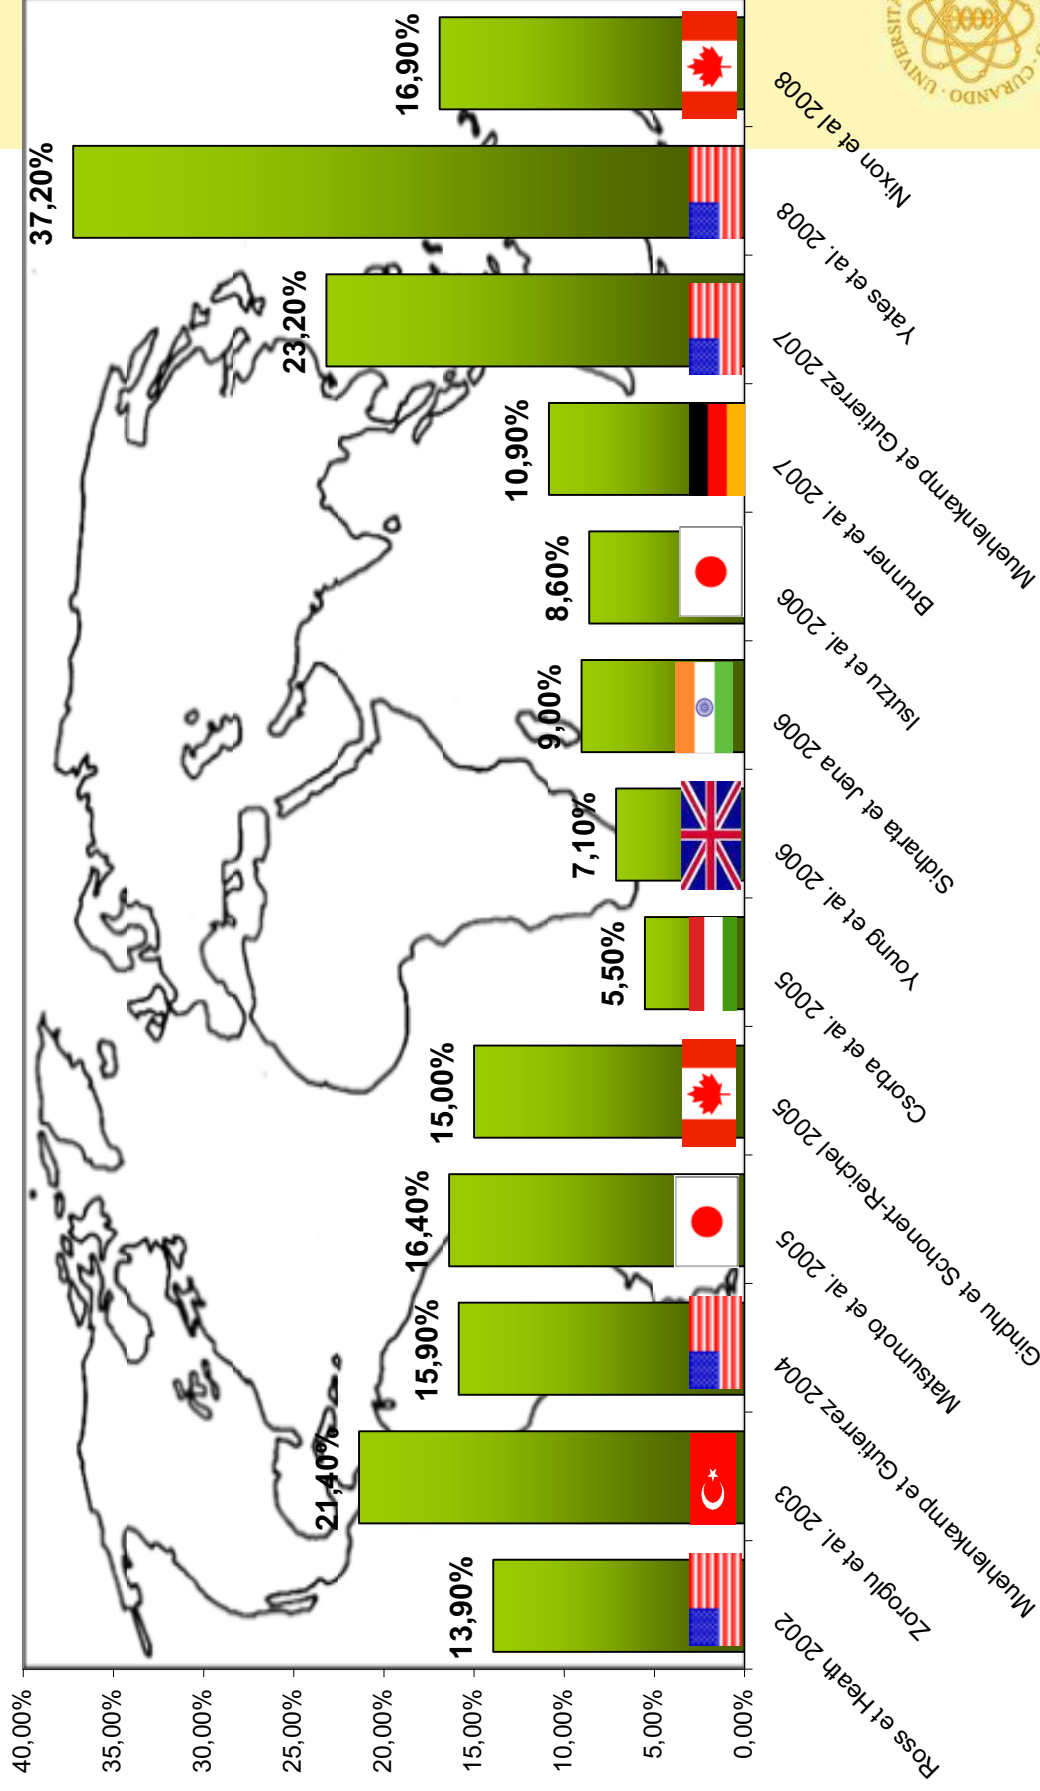 40,00%
35,00%
30,00%
25,00%
20,00%
15,00%
10,00%
5,00%
0,00%
13,90%
21,40%
15,90%
16,40%
15,00%
5,50%
7,10%
9,00%
8,60%
10,90%
23,20%
37,20%
16,90%
Ross et Heath 2002
Zoroglu et al. 2003
Muehlenkamp et Gutierrez 2004
Matsumoto et al. 2005
Gindhu et Schonert-Reichel 2005
Csorba et al. 2005
Young et al. 2006
Sidharta et Jena 2006
Isutzu et al. 2006
Brunner et al. 2007
Muehlenkamp et Gutierrez 2007
Yates et al. 2008
Nixon et al 2008
CURANDO · UNIVERSITA